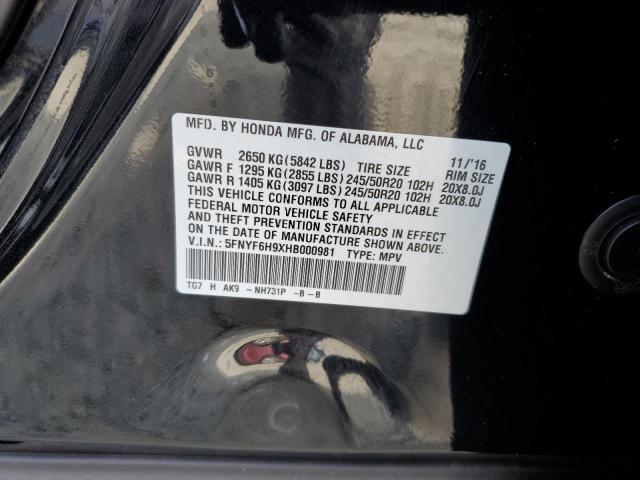 MFD. BY HONDA MFG. OF ALABAMA, LLC
GVWR 2650 KG (5842 LBS) TIRE SIZE 11/'16 RIM SIZE
GAWR F 1295 KG (2855 LBS) 245/50R20 102H 20X8.0J
GAWR R 1405 KG (3097 LBS) 245/50R20 102H 20X8.0J
THIS VEHICLE CONFORMS TO ALL APPLICABLE
FEDERAL MOTOR VEHICLE SAFETY
AND THEFT PREVENTION STANDARDS IN EFFECT
ON THE DATE OF MANUFACTURE SHOWN ABOVE.
V.I.N.: 5FNYF6H9XHB000981 TYPE: MPV
TG7 H AK9 -NH731P -B -B